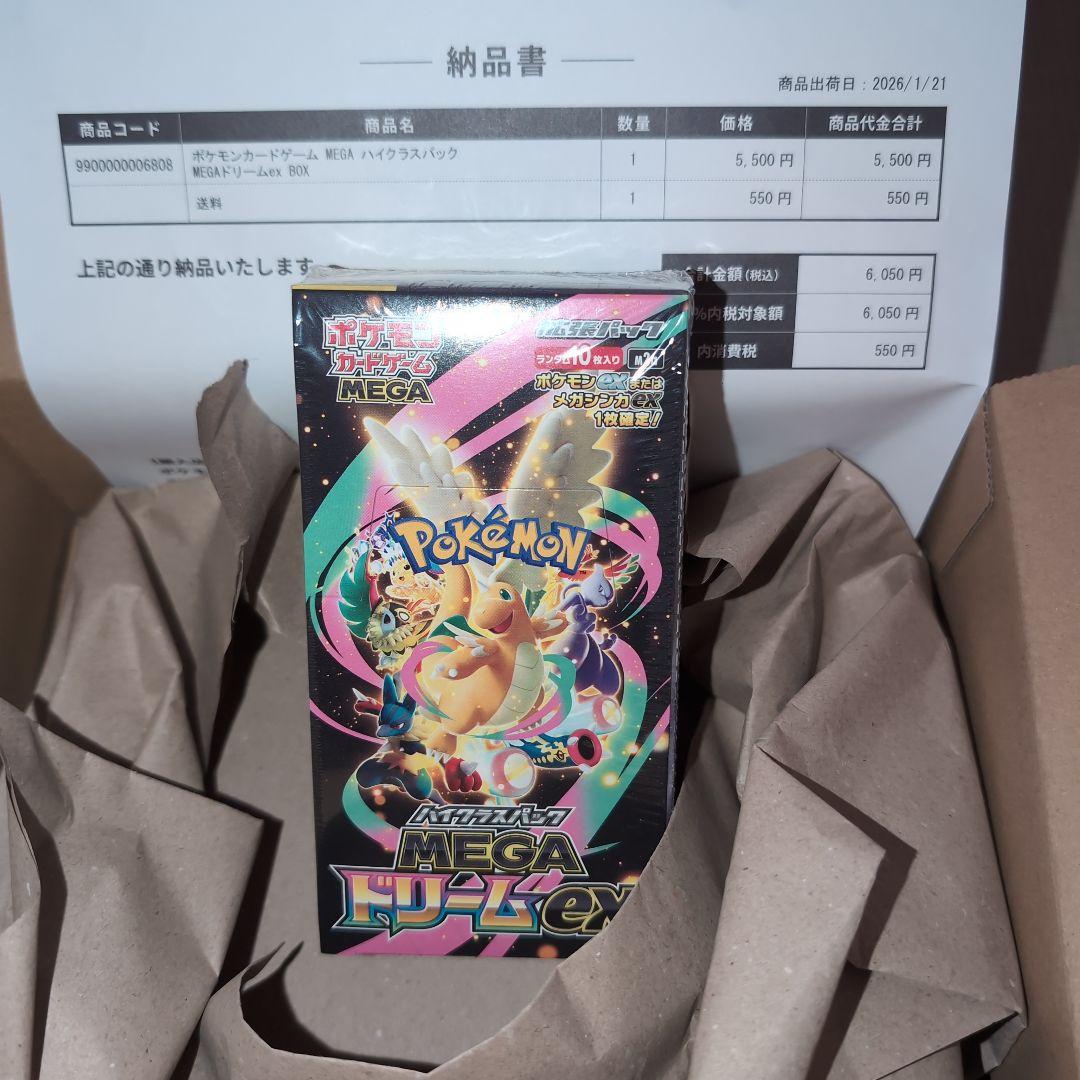 納品書
商品出荷日：2026/1/21
商品コード 商品名 数量 価格 商品代金合計
9900000006808 ポケモンカードゲーム MEGA ハイクラスパック 1 5,500 円 5,500 円
MEGAドリームex BOX
送料 1 550 円 550 円
上記の通り納品いたします
計金額(税込) 6,050 円
%内税対象額 6,050 円
内消費税 550 円
ポケモン
カードゲーム
MEGA
拡張パック
ランダム10枚入り M2a
ポケモンexまたは
メガシンカex
1枚確定!
POKÉMON
ハイクラスパック
MEGA
ドリームex